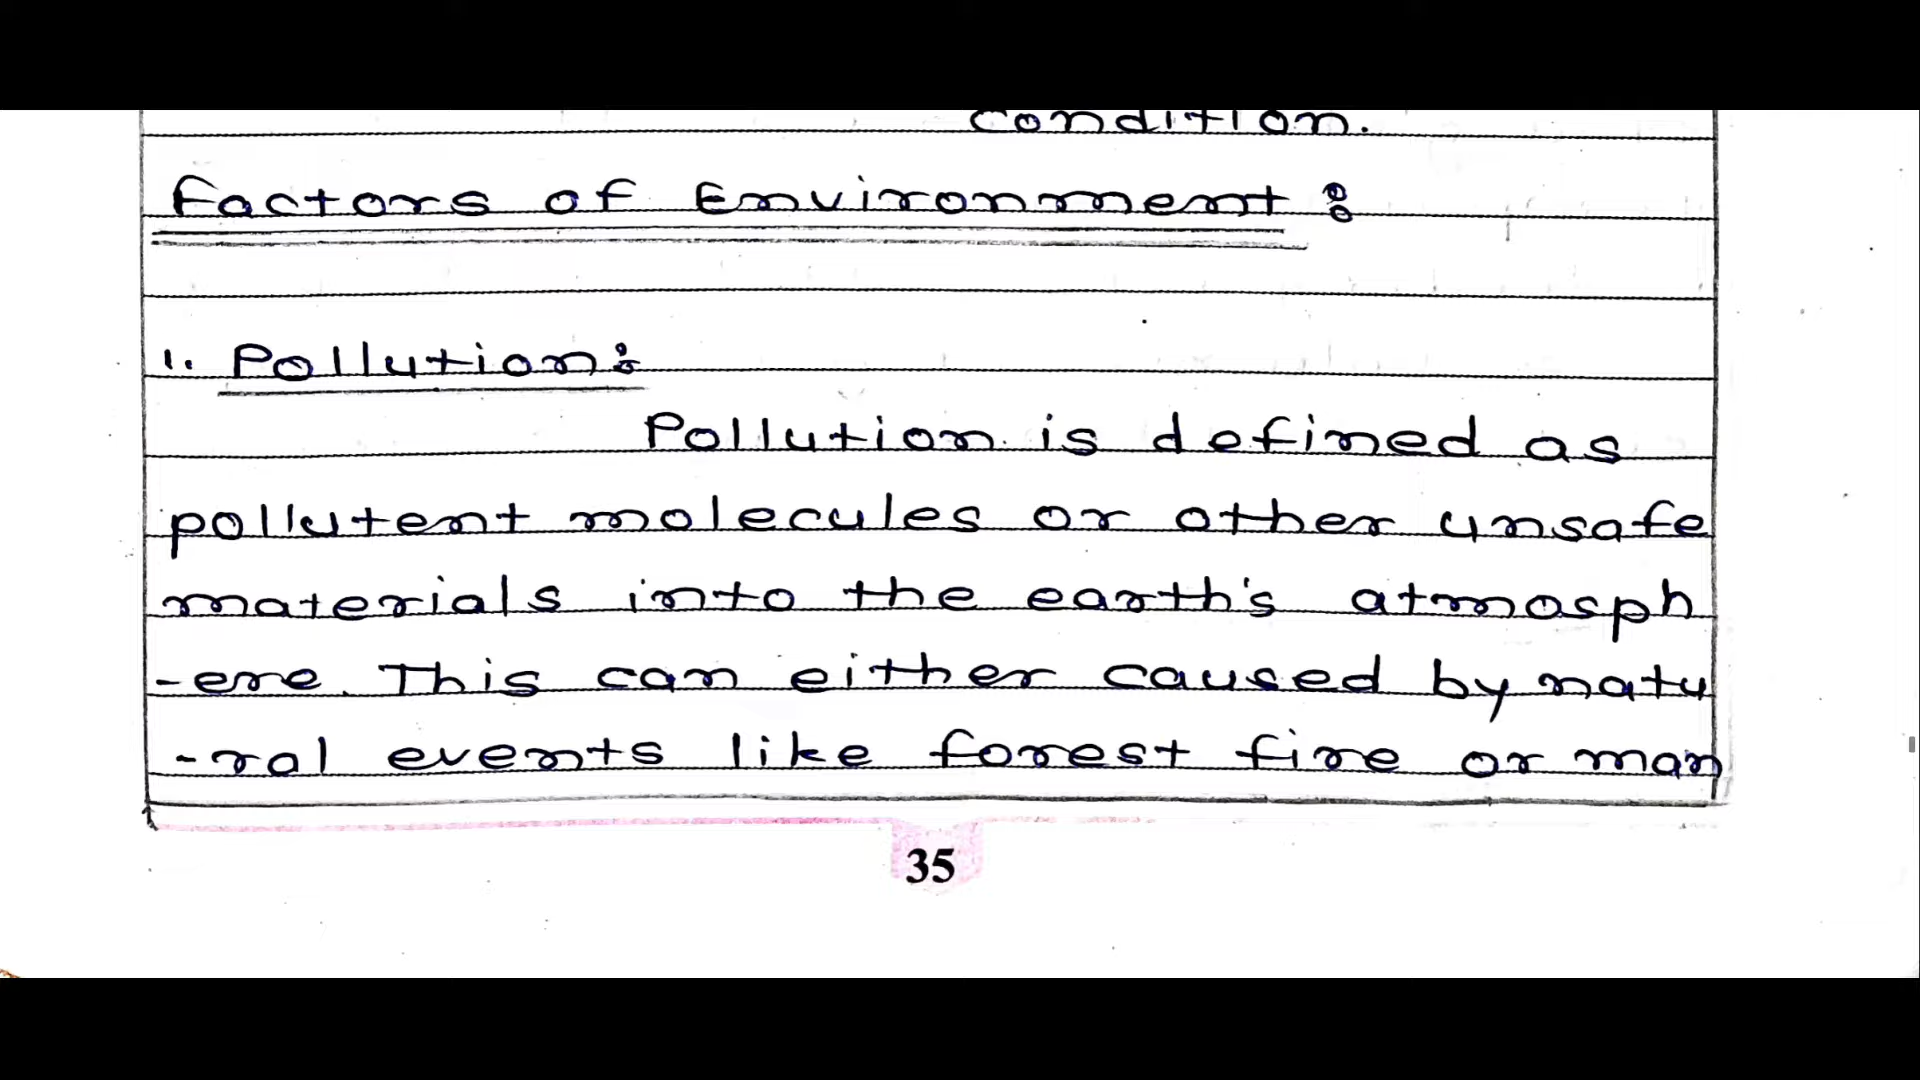 condition.
Factors of Environment :
1. Pollution :
Pollution is defined as
pollutent molecules or other unsafe
materials into the earth's atmosph
-ere. This can either caused by natu
-ral events like forest fire or man
35